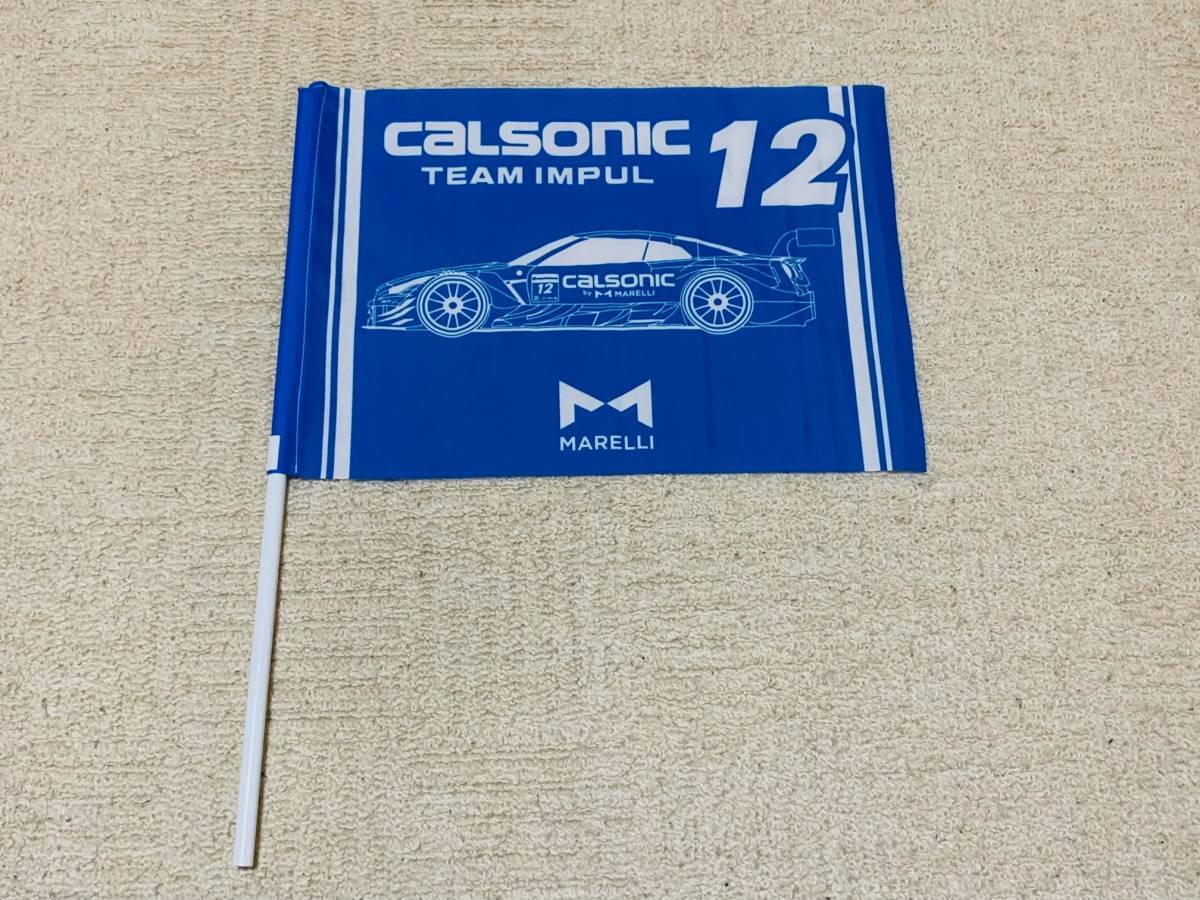 CALSONIC
TEAM IMPUL
12
12
CALSONIC
by MARELLI
MARELLI